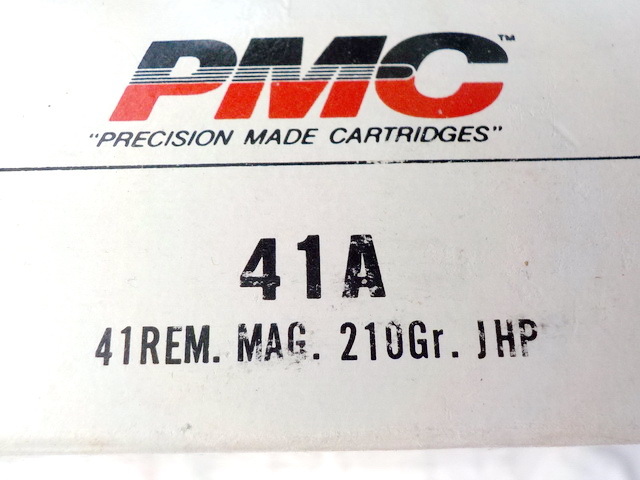 PMC™
"PRECISION MADE CARTRIDGES"
41A
41REM. MAG. 210Gr. JHP